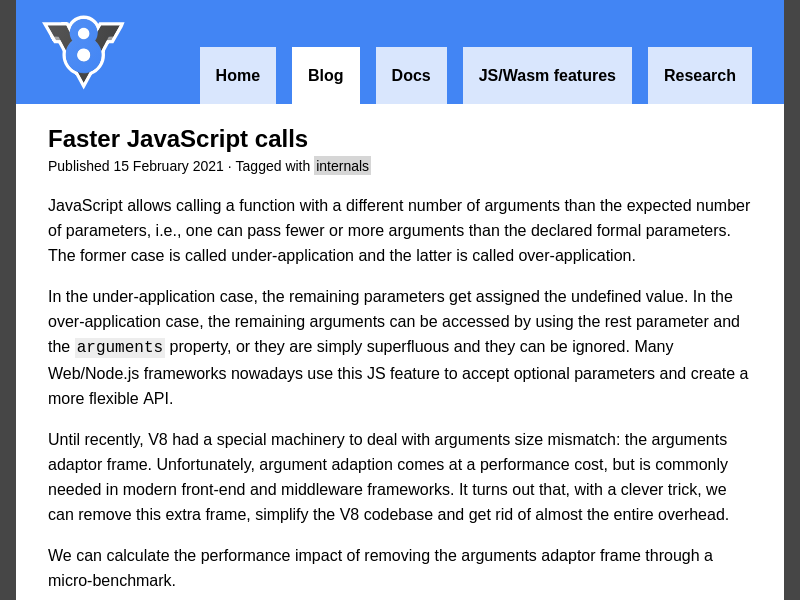 Home
Blog
Docs
JS/Wasm features
Research
Faster JavaScript calls
Published 15 February 2021 · Tagged with internals
JavaScript allows calling a function with a different number of arguments than the expected number
of parameters, i.e., one can pass fewer or more arguments than the declared formal parameters.
The former case is called under-application and the latter is called over-application.
In the under-application case, the remaining parameters get assigned the undefined value. In the
over-application case, the remaining arguments can be accessed by using the rest parameter and
the arguments property, or they are simply superfluous and they can be ignored. Many
Web/Node.js frameworks nowadays use this JS feature to accept optional parameters and create a
more flexible API.
Until recently, V8 had a special machinery to deal with arguments size mismatch: the arguments
adaptor frame. Unfortunately, argument adaption comes at a performance cost, but is commonly
needed in modern front-end and middleware frameworks. It turns out that, with a clever trick, we
can remove this extra frame, simplify the V8 codebase and get rid of almost the entire overhead.
We can calculate the performance impact of removing the arguments adaptor frame through a
micro-benchmark.